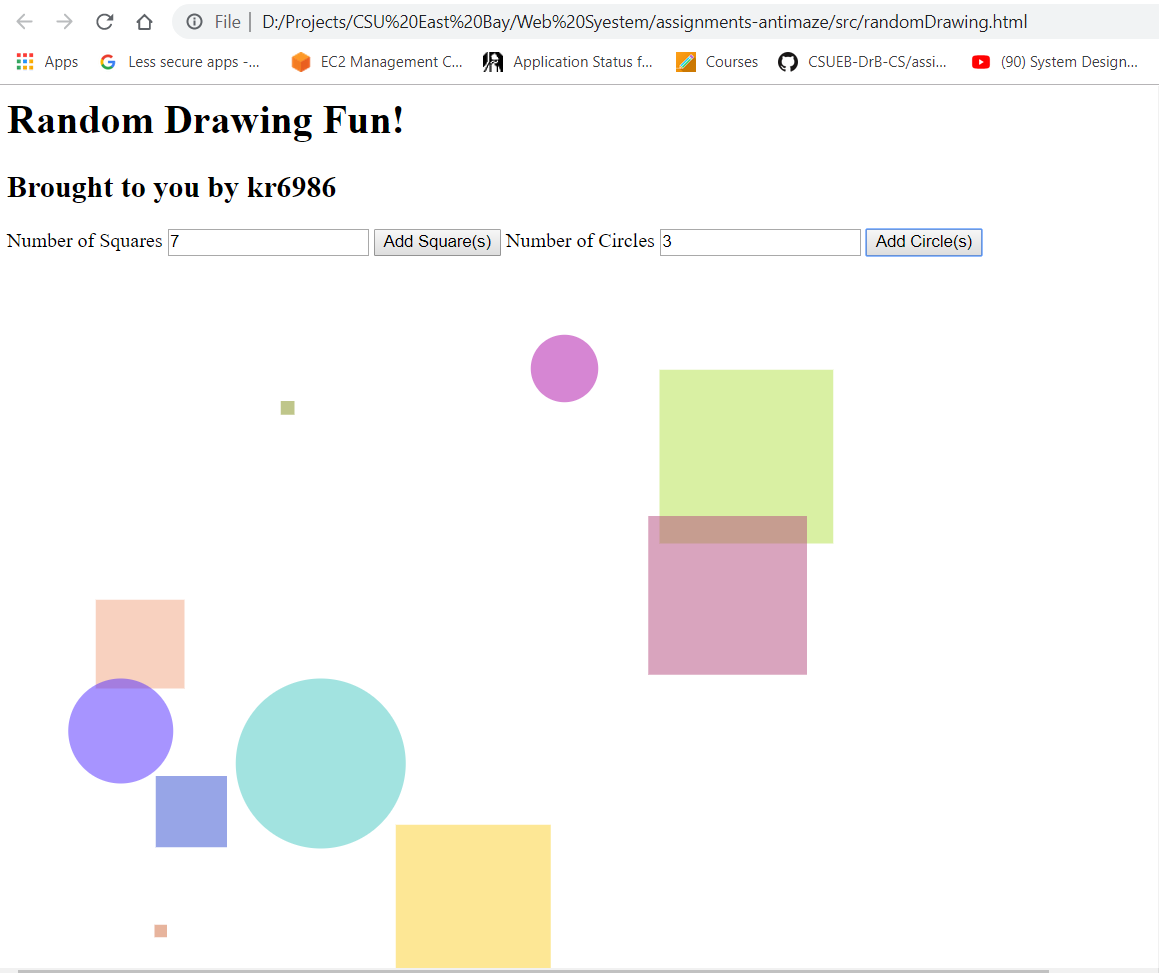 File | D:/Projects/CSU%20East%20Bay/Web%20Syestem/assignments-antimaze/src/randomDrawing.html
Apps Less secure apps -... EC2 Management C... Application Status f... Courses CSUEB-DrB-CS/assi... (90) System Design...
Random Drawing Fun!
Brought to you by kr6986
Number of Squares 7 Add Square(s) Number of Circles 3 Add Circle(s)